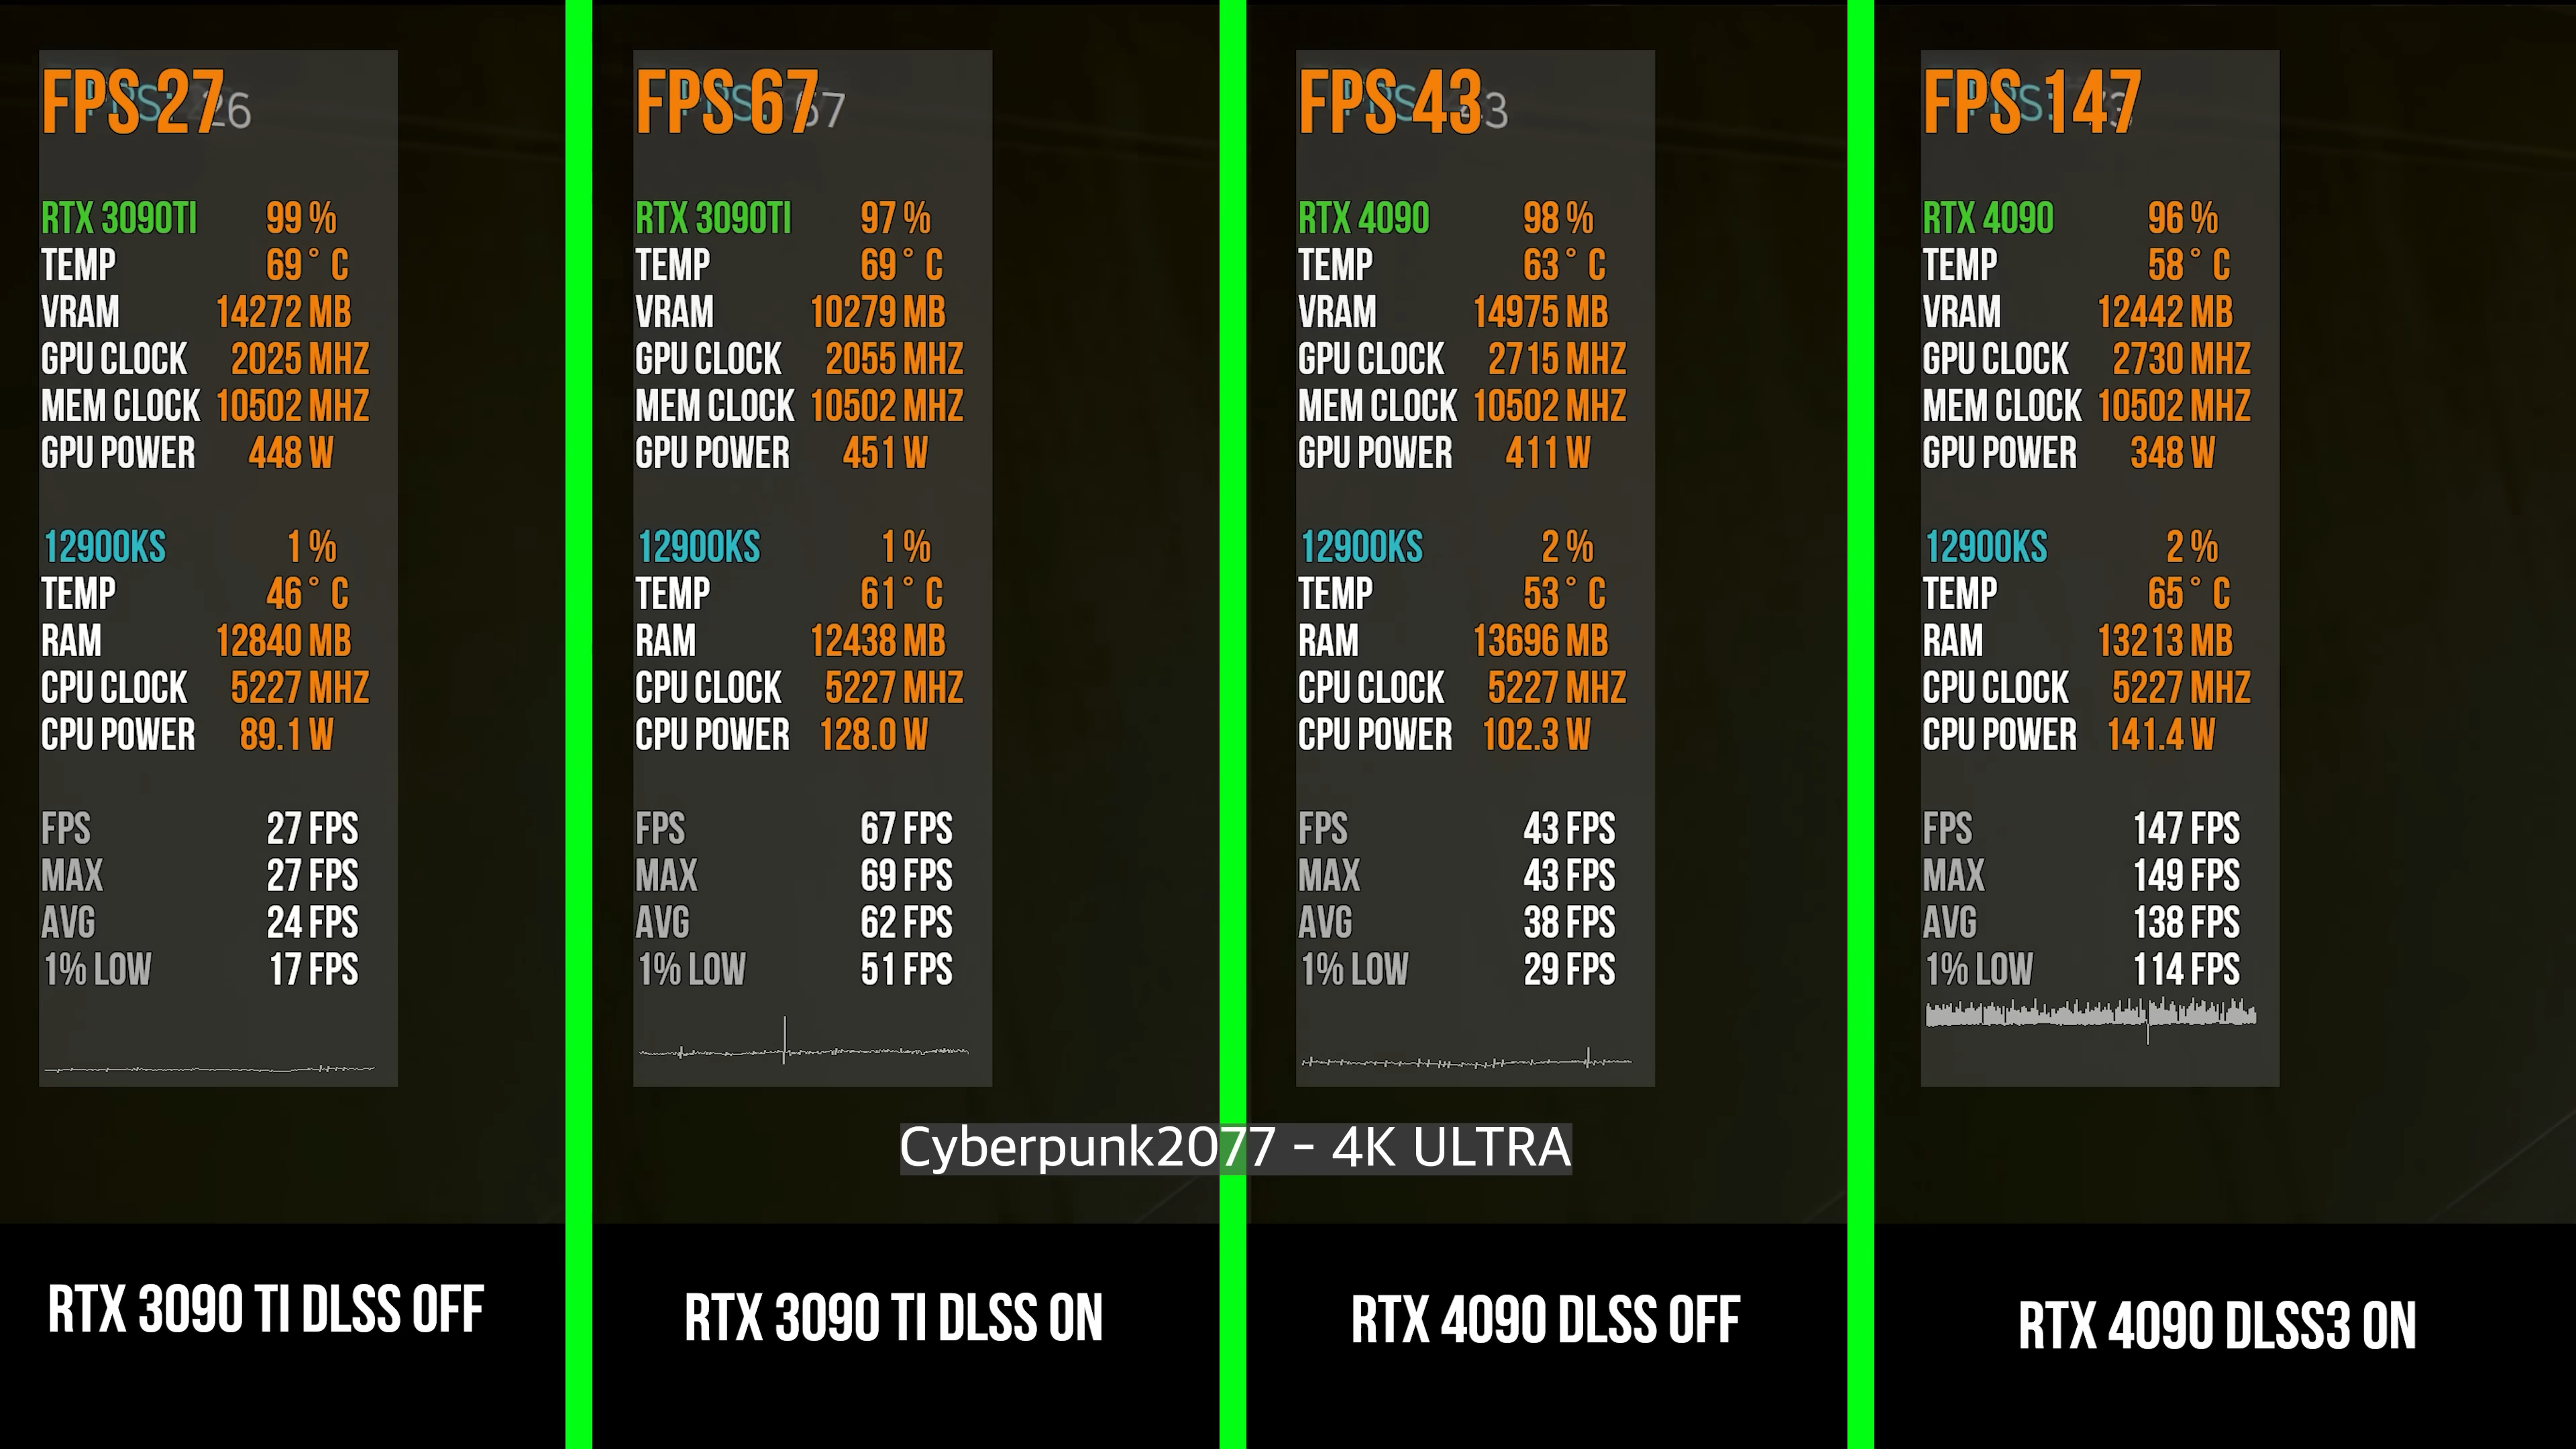 FPS 27
26
RTX 3090TI 99 %
TEMP 69° C
VRAM 14272 MB
GPU CLOCK 2025 MHZ
MEM CLOCK 10502 MHZ
GPU POWER 448 W
12900KS 1 %
TEMP 46° C
RAM 12840 MB
CPU CLOCK 5227 MHZ
CPU POWER 89.1 W
FPS 27 FPS
MAX 27 FPS
AVG 24 FPS
1% LOW 17 FPS
RTX 3090 TI DLSS OFF
FPS 67
67
RTX 3090TI 97 %
TEMP 69° C
VRAM 10279 MB
GPU CLOCK 2055 MHZ
MEM CLOCK 10502 MHZ
GPU POWER 451 W
12900KS 1 %
TEMP 61° C
RAM 12438 MB
CPU CLOCK 5227 MHZ
CPU POWER 128.0 W
FPS 67 FPS
MAX 69 FPS
AVG 62 FPS
1% LOW 51 FPS
RTX 3090 TI DLSS ON
FPS 43
RTX 4090 98 %
TEMP 63° C
VRAM 14975 MB
GPU CLOCK 2715 MHZ
MEM CLOCK 10502 MHZ
GPU POWER 411 W
12900KS 2 %
TEMP 53° C
RAM 13696 MB
CPU CLOCK 5227 MHZ
CPU POWER 102.3 W
FPS 43 FPS
MAX 43 FPS
AVG 38 FPS
1% LOW 29 FPS
RTX 4090 DLSS OFF
FPS 147
RTX 4090 96 %
TEMP 58° C
VRAM 12442 MB
GPU CLOCK 2730 MHZ
MEM CLOCK 10502 MHZ
GPU POWER 348 W
12900KS 2 %
TEMP 65° C
RAM 13213 MB
CPU CLOCK 5227 MHZ
CPU POWER 141.4 W
FPS 147 FPS
MAX 149 FPS
AVG 138 FPS
1% LOW 114 FPS
RTX 4090 DLSS3 ON
Cyberpunk2077 - 4K ULTRA